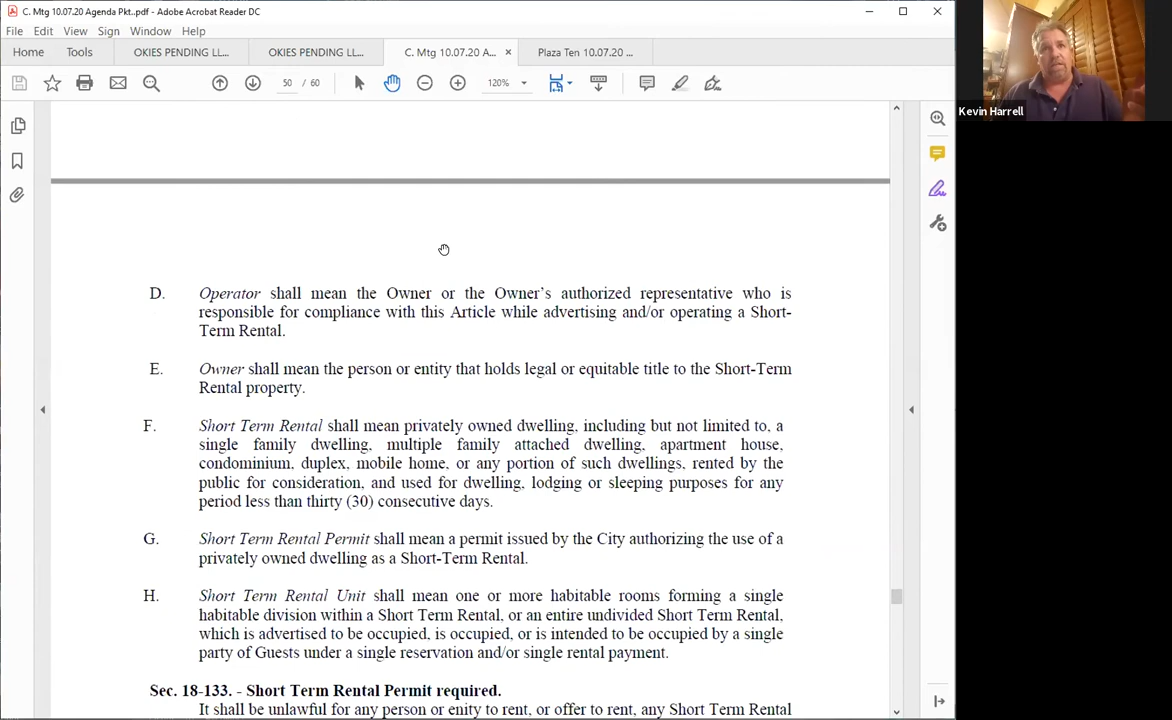 C. Mtg 10.07.20 Agenda Pkt..pdf - Adobe Acrobat Reader DC
File Edit View Sign Window Help
Home Tools OKIES PENDING LL... OKIES PENDING LL... C. Mtg 10.07.20 A... × Plaza Ten 10.07.20 ...
50 / 60 120%
Kevin Harrell
D. Operator shall mean the Owner or the Owner's authorized representative who is
responsible for compliance with this Article while advertising and/or operating a Short-
Term Rental.
E. Owner shall mean the person or entity that holds legal or equitable title to the Short-Term
Rental property.
F. Short Term Rental shall mean privately owned dwelling, including but not limited to, a
single family dwelling, multiple family attached dwelling, apartment house,
condominium, duplex, mobile home, or any portion of such dwellings, rented by the
public for consideration, and used for dwelling, lodging or sleeping purposes for any
period less than thirty (30) consecutive days.
G. Short Term Rental Permit shall mean a permit issued by the City authorizing the use of a
privately owned dwelling as a Short-Term Rental.
H. Short Term Rental Unit shall mean one or more habitable rooms forming a single
habitable division within a Short Term Rental, or an entire undivided Short Term Rental,
which is advertised to be occupied, is occupied, or is intended to be occupied by a single
party of Guests under a single reservation and/or single rental payment.
Sec. 18-133. - Short Term Rental Permit required.
It shall be unlawful for any person or enity to rent, or offer to rent, any Short Term Rental